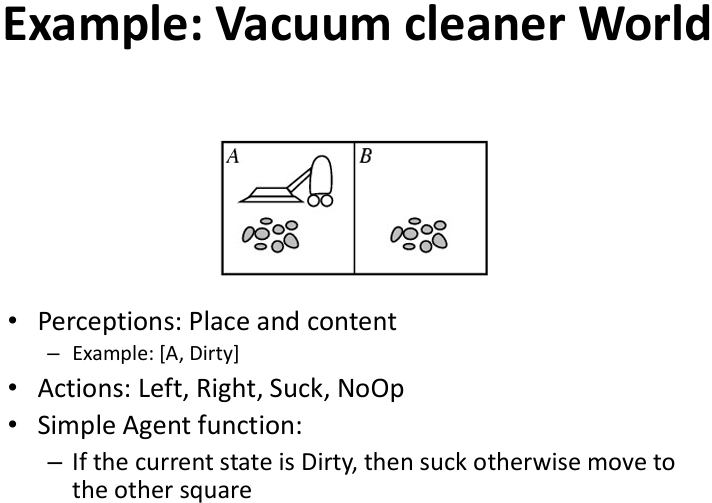 Example: Vacuum cleaner World
A
B
• Perceptions: Place and content
– Example: [A, Dirty]
• Actions: Left, Right, Suck, NoOp
• Simple Agent function:
– If the current state is Dirty, then suck otherwise move to
the other square